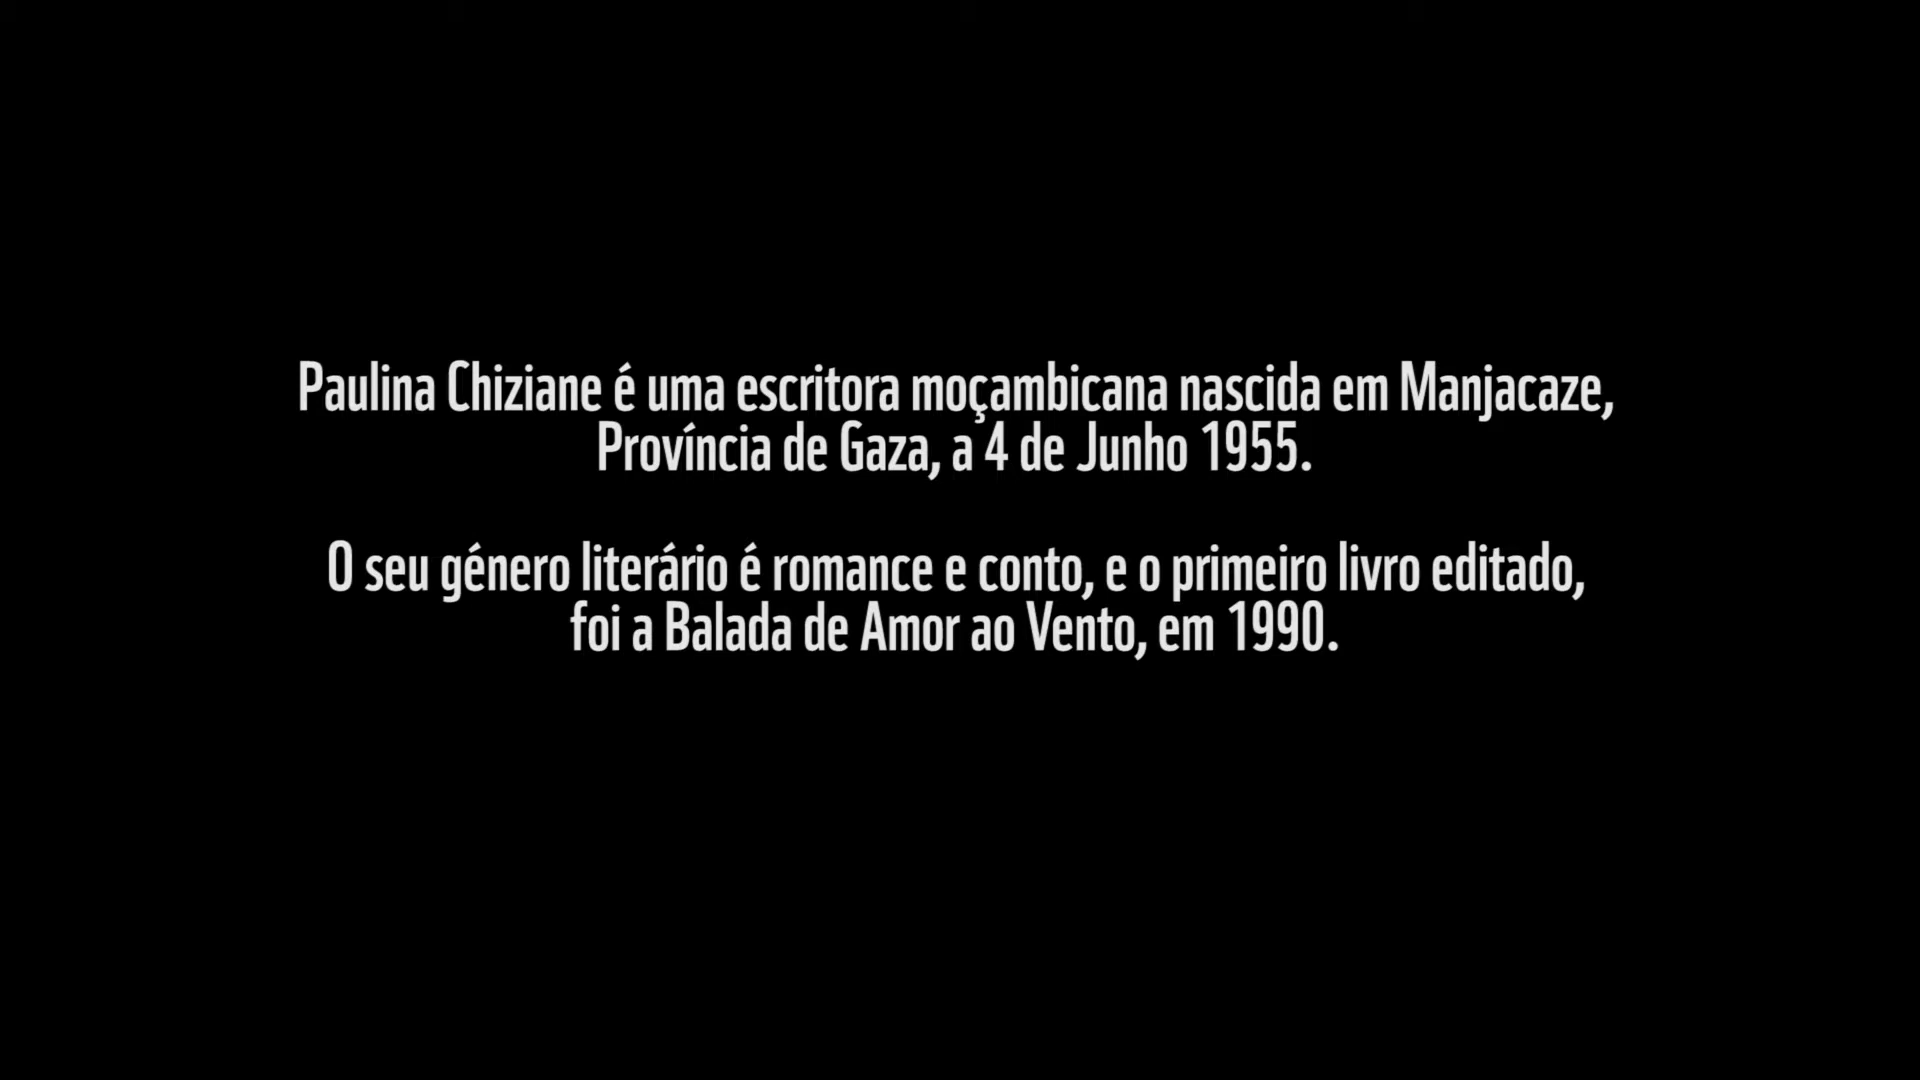 Paulina Chiziane é uma escritora moçambicana nascida em Manjacaze,
Província de Gaza, a 4 de Junho 1955.
O seu género literário é romance e conto, e o primeiro livro editado,
foi a Balada de Amor ao Vento, em 1990.